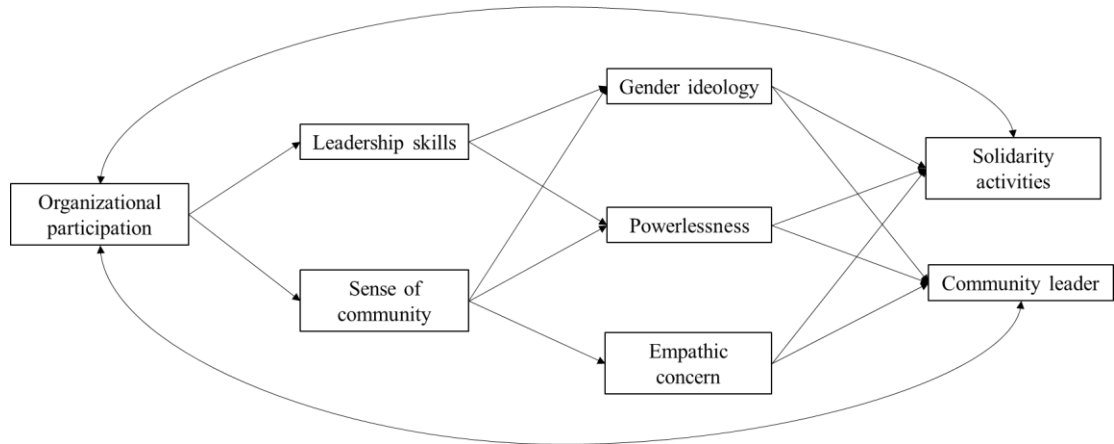 Organizational
participation
Leadership skills
Sense of
community
Gender ideology
Powerlessness
Empathic
concern
Solidarity
activities
Community leader